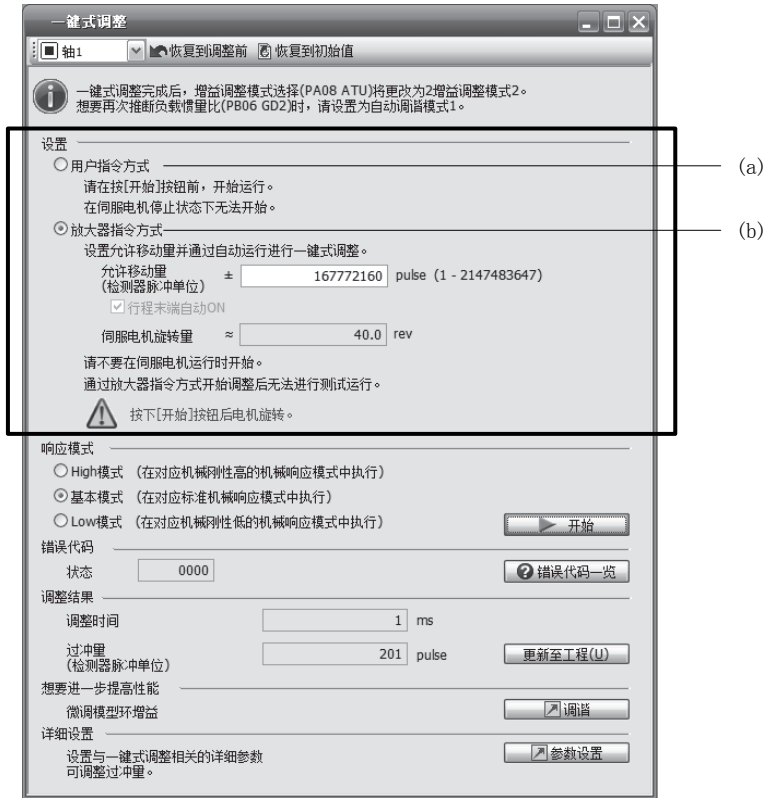 一键式调整
轴1 恢复到调整前 恢复到初始值
一键式调整完成后，增益调整模式选择(PA08 ATU)将更改为2增益调整模式2。
想要再次推断负载惯量比(PB06 GD2)时，请设置为自动调谐模式1。
设置
用户指令方式 (a)
请在按[开始]按钮前，开始运行。
在伺服电机停止状态下无法开始。
放大器指令方式 (b)
设置允许移动量并通过自动运行进行一键式调整。
允许移动量
(检测器脉冲单位) ± 167772160 pulse (1 - 2147483647)
行程末端自动ON
伺服电机旋转量 ≈ 40.0 rev
请不要在伺服电机运行时开始。
通过放大器指令方式开始调整后无法进行测试运行。
按下[开始]按钮后电机旋转。
响应模式
High模式 (在对应机械刚性高的机械响应模式中执行)
基本模式 (在对应标准机械响应模式中执行)
Low模式 (在对应机械刚性低的机械响应模式中执行) 开始
错误代码
状态 0000 错误代码一览
调整结果
调整时间 1 ms
过冲量
(检测器脉冲单位) 201 pulse 更新至工程(U)
想要进一步提高性能
微调模型环增益 调谐
详细设置
设置与一键式调整相关的详细参数 参数设置
可调整过冲量。